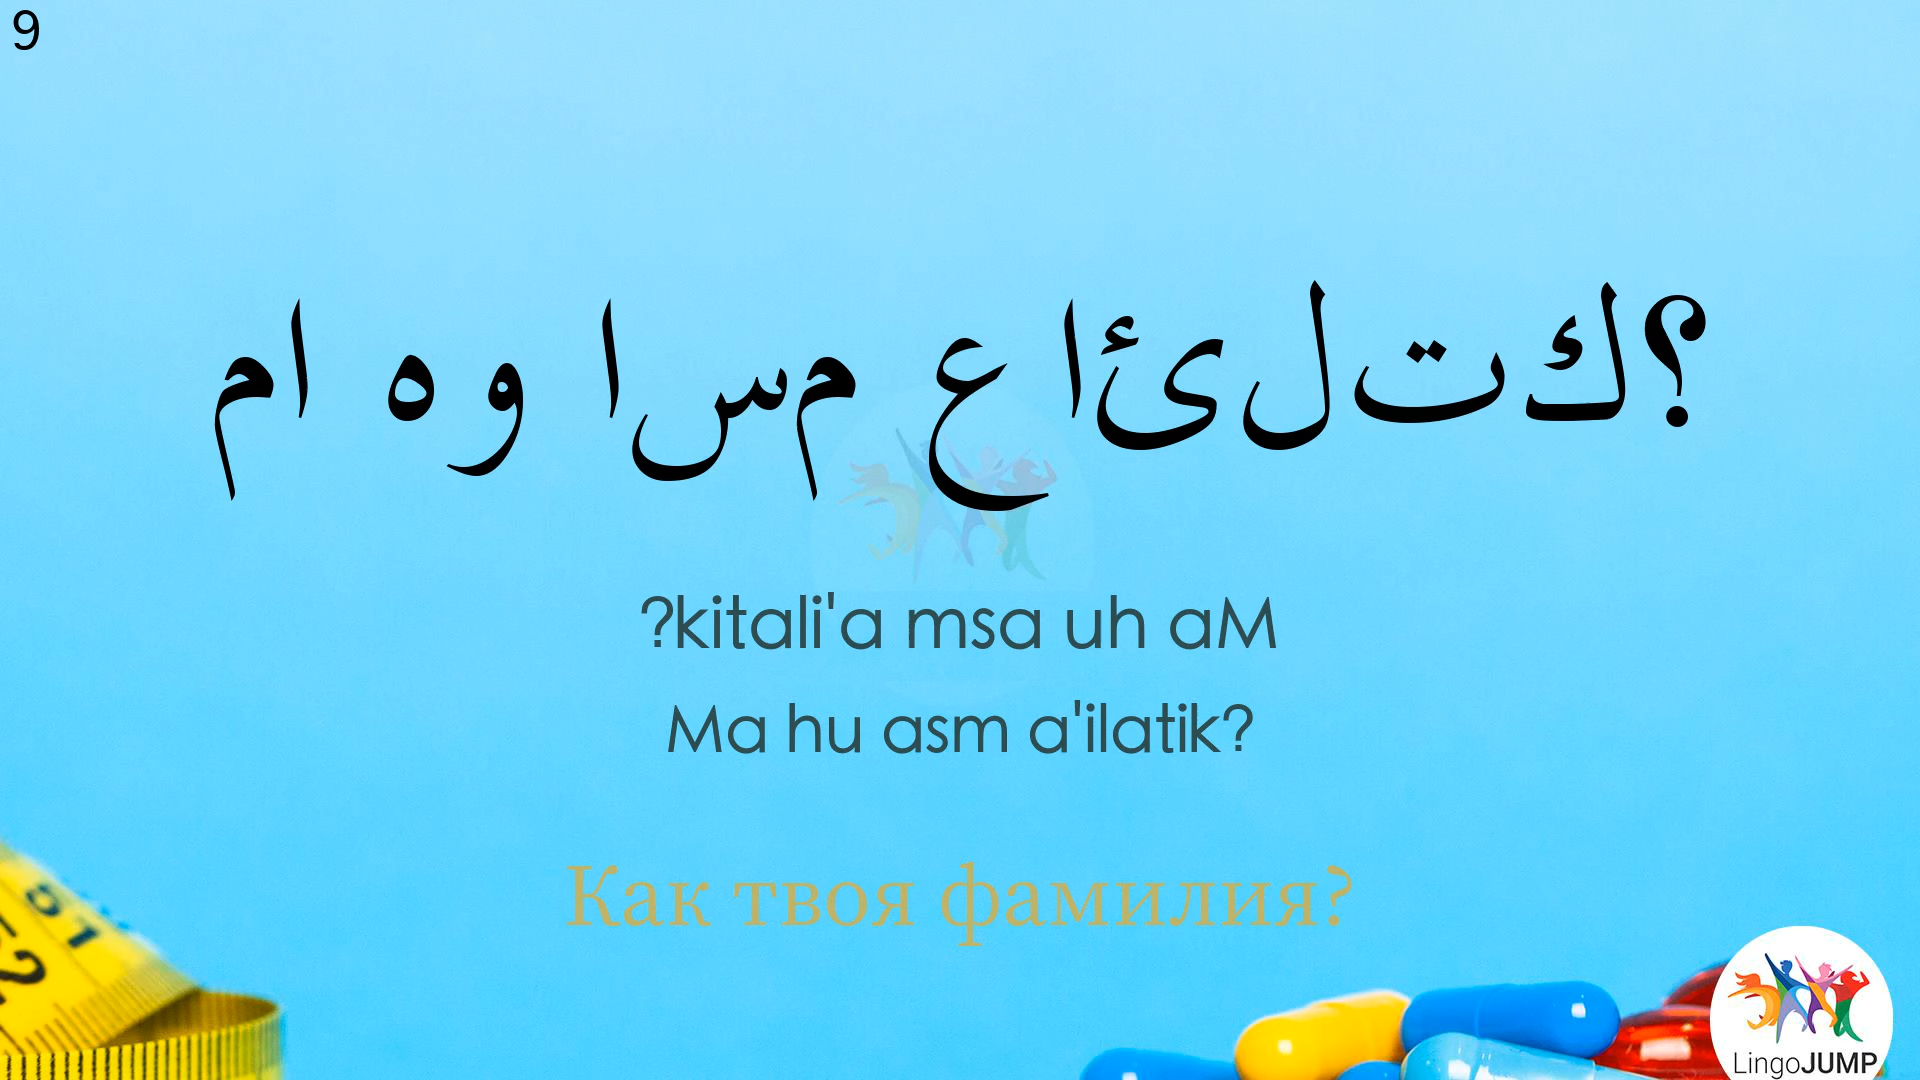 9
ما هو اسم عائلتك؟
?kitali'a msa uh aM
Ma hu asm a'ilatik?
Как твоя фамилия?
LingoJUMP